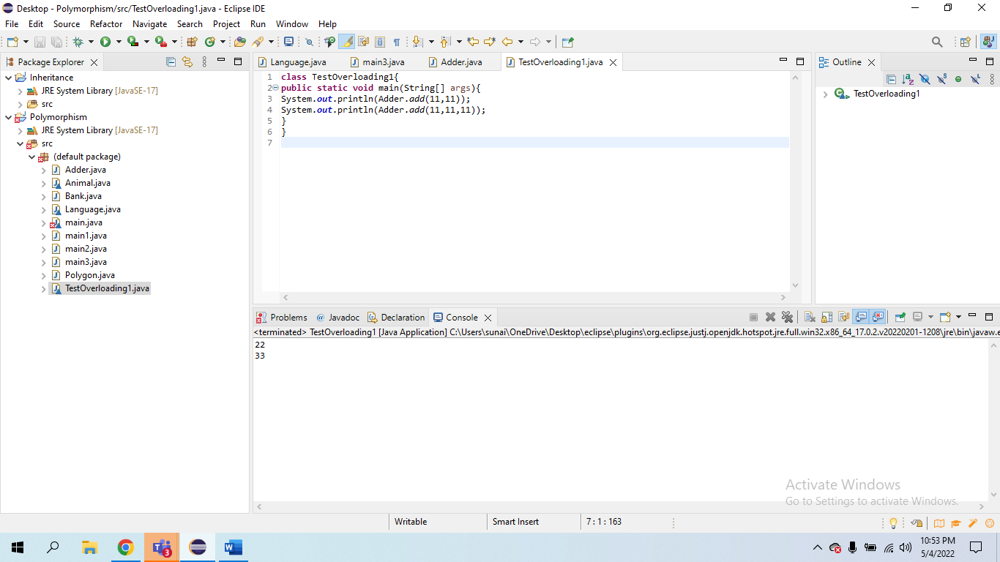 Desktop - Polymorphism/src/TestOverloading1.java - Eclipse IDE
File Edit Source Refactor Navigate Search Project Run Window Help
Package Explorer
Inheritance
JRE System Library [JavaSE-17]
src
Polymorphism
JRE System Library [JavaSE-17]
src
(default package)
Adder.java
Animal.java
Bank.java
Language.java
main.java
main1.java
main2.java
main3.java
Polygon.java
TestOverloading1.java
Language.java main3.java Adder.java TestOverloading1.java
1 class TestOverloading1{
2 public static void main(String[] args){
3 System.out.println(Adder.add(11,11));
4 System.out.println(Adder.add(11,11,11));
5 }
6 }
7
Outline
TestOverloading1
Problems @ Javadoc Declaration Console
<terminated> TestOverloading1 [Java Application] C:\Users\sunai\OneDrive\Desktop\eclipse\plugins\org.eclipse.justj.openjdk.hotspot.jre.full.win32.x86_64_17.0.2.v20220201-1208\jre\bin\javaw.e
22
33
Activate Windows
Go to Settings to activate Windows.
Writable Smart Insert 7 : 1 : 163
3
10:53 PM
5/4/2022